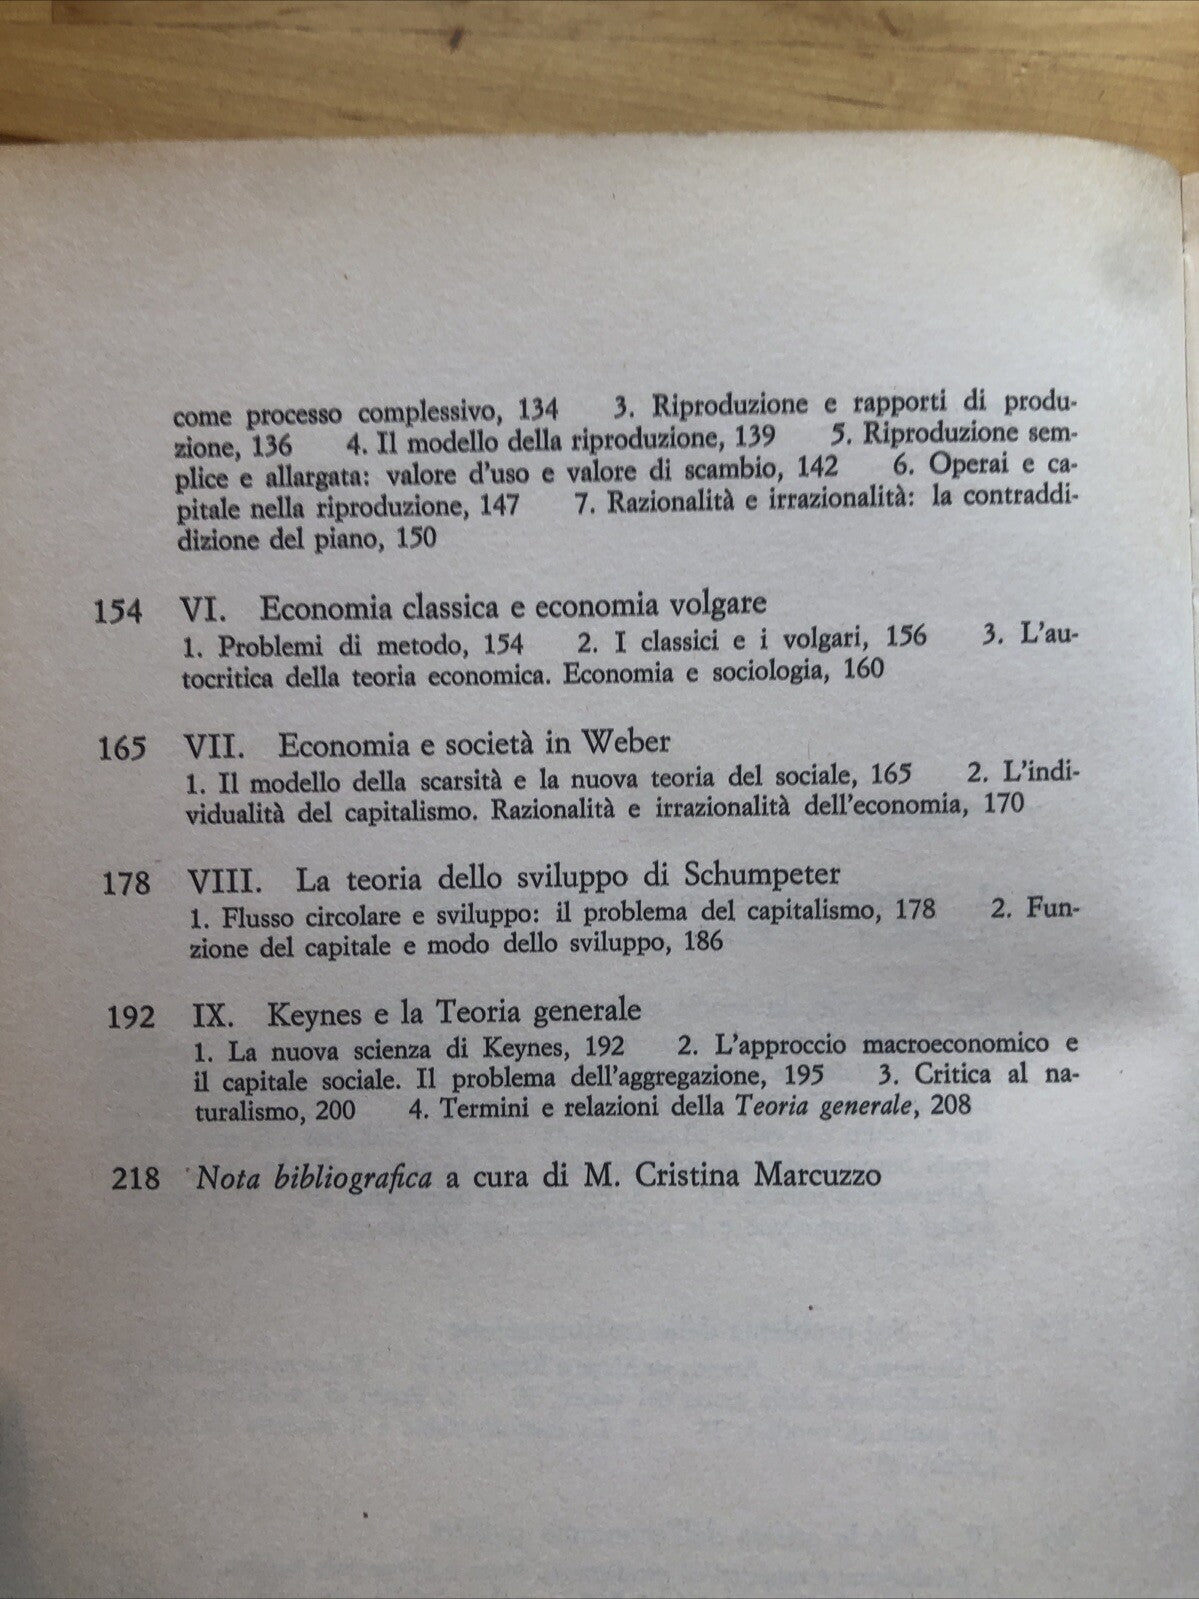 come processo complessivo, 134 3. Riproduzione e rapporti di produ-
zione, 136 4. Il modello della riproduzione, 139 5. Riproduzione sem-
plice e allargata: valore d'uso e valore di scambio, 142 6. Operai e ca-
pitale nella riproduzione, 147 7. Razionalità e irrazionalità: la contraddi-
dizione del piano, 150
154 VI. Economia classica e economia volgare
1. Problemi di metodo, 154 2. I classici e i volgari, 156 3. L'au-
tocritica della teoria economica. Economia e sociologia, 160
165 VII. Economia e società in Weber
1. Il modello della scarsità e la nuova teoria del sociale, 165 2. L'indi-
vidualità del capitalismo. Razionalità e irrazionalità dell'economia, 170
178 VIII. La teoria dello sviluppo di Schumpeter
1. Flusso circolare e sviluppo: il problema del capitalismo, 178 2. Fun-
zione del capitale e modo dello sviluppo, 186
192 IX. Keynes e la Teoria generale
1. La nuova scienza di Keynes, 192 2. L'approccio macroeconomico e
il capitale sociale. Il problema dell'aggregazione, 195 3. Critica al na-
turalismo, 200 4. Termini e relazioni della Teoria generale, 208
218 Nota bibliografica a cura di M. Cristina Marcuzzo